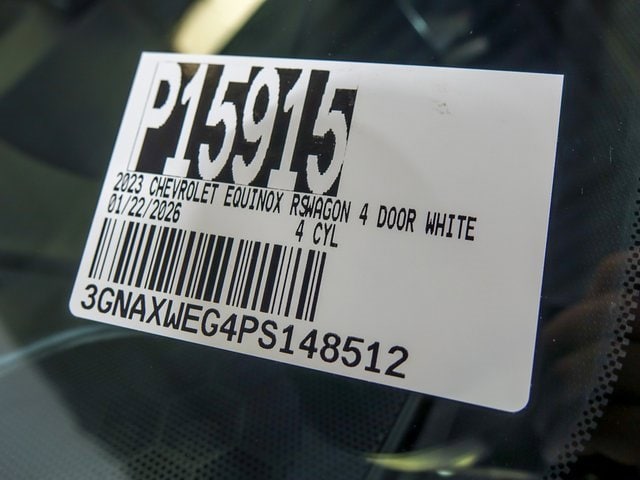 P15915
2023 CHEVROLET EQUINOX RSWAGON 4 DOOR WHITE
01/22/2026
4 CYL
3GNAXWEG4PS148512